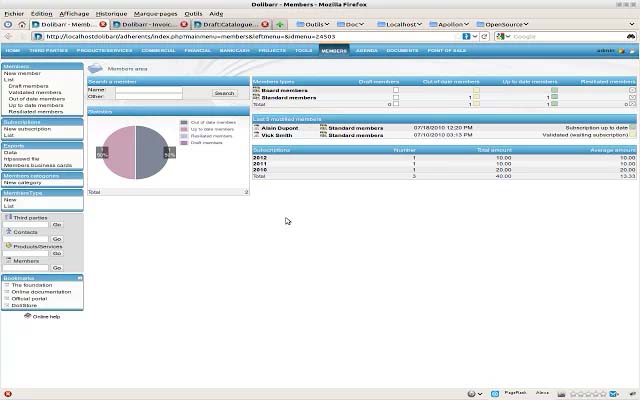 Dolibarr - Members - Mozilla Firefox
Fichier Édition Affichage Historique Marque-pages Outils Aide
Dolibarr - Members... Dolibarr - Invoic... Draft:Catalogue... Outils Doc Localhost Apollon OpenSource
http://localhostdolibarr/adherents/index.php?mainmenu=members&leftmenu=&idmenu=24503 Google
HOME THIRD PARTIES PRODUCTS/SERVICES COMMERCIAL FINANCIAL BANK/CASH PROJECTS TOOLS MEMBERS AGENDA DOCUMENTS POINT OF SALE admin
Members
New member
List
Draft members
Validated members
Out of date members
Up to date members
Resiliated members
Subscriptions
New subscription
List
Exports
Data
htpasswd file
Members business cards
Members categories
New category
MembersType
New
List
Third parties
Go
Contacts
Go
Products/Services
Go
Members
Go
Bookmarks
The foundation
Online documentation
Official portal
DoliStore
Online help
Members area
Search a member
Name:
Other:
Search
Statistics
50%
50%
Out of date members
Up to date members
Resiliated members
Draft members
Total 2
Members types Draft members Out of date members Up to date members Resiliated members
Board members
Standard members 1 1
Total 0 1 1 0
Last 3 modified members
Alain Dupont Standard members 07/18/2010 12:20 PM Subscription up to date
Vick Smith Standard members 07/10/2010 03:13 PM Validated (waiting subscription)
Subscriptions Number Total amount Average amount
2012 1 10.00 10.00
2011 1 10.00 10.00
2010 1 20.00 20.00
Total 3 40.00 13.33
PageRank Alexa